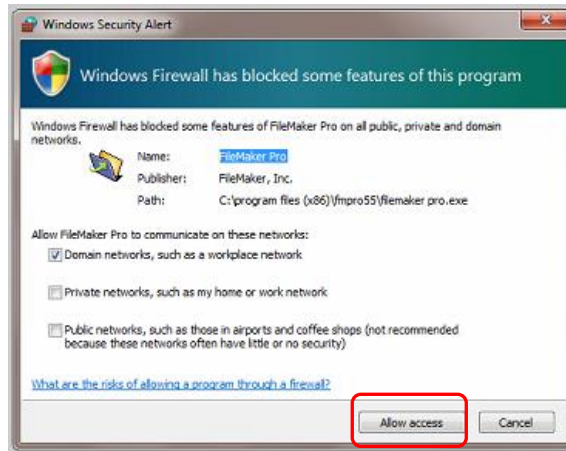 Windows Security Alert
Windows Firewall has blocked some features of this program
Windows Firewall has blocked some features of FileMaker Pro on all public, private and domain
networks.
Name: FileMaker Pro
Publisher: FileMaker, Inc.
Path: C:\program files (x86)\fmpro55\filemaker pro.exe
Allow FileMaker Pro to communicate on these networks:
Domain networks, such as a workplace network
Private networks, such as my home or work network
Public networks, such as those in airports and coffee shops (not recommended
because these networks often have little or no security)
What are the risks of allowing a program through a firewall?
Allow access Cancel